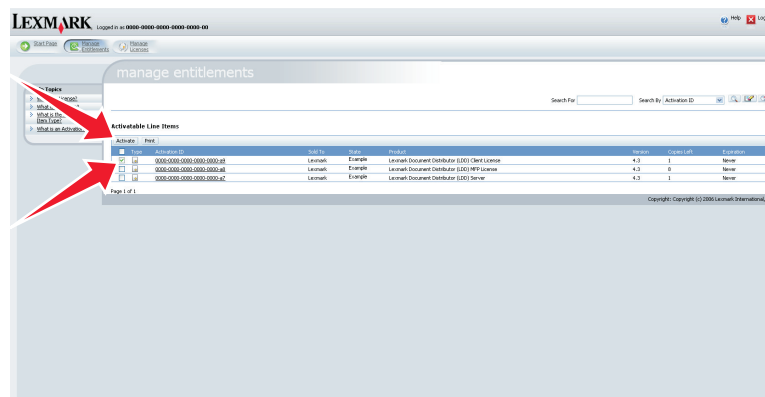 LEXMARK Logged in as 0000-0000-0000-0000-0000-00
Help
Start Page Manage Entitlements Manage Licenses
manage entitlements
Topics
What is the
Item Type?
What is an Activation
Search For Search By Activation ID
Activatable Line Items
Activate Print
Type Activation ID Sold To State Product Version Copies Left Expiration
0000-0000-0000-0000-0000-a9 Lexmark Example Lexmark Document Distributor (LDD) Client License 4.3 1 Never
0000-0000-0000-0000-0000-a8 Lexmark Example Lexmark Document Distributor (LDD) MFP License 4.3 8 Never
0000-0000-0000-0000-0000-a7 Lexmark Example Lexmark Document Distributor (LDD) Server 4.3 1 Never
Page 1 of 1
Copyright: Copyright (c) 2006 Lexmark International,